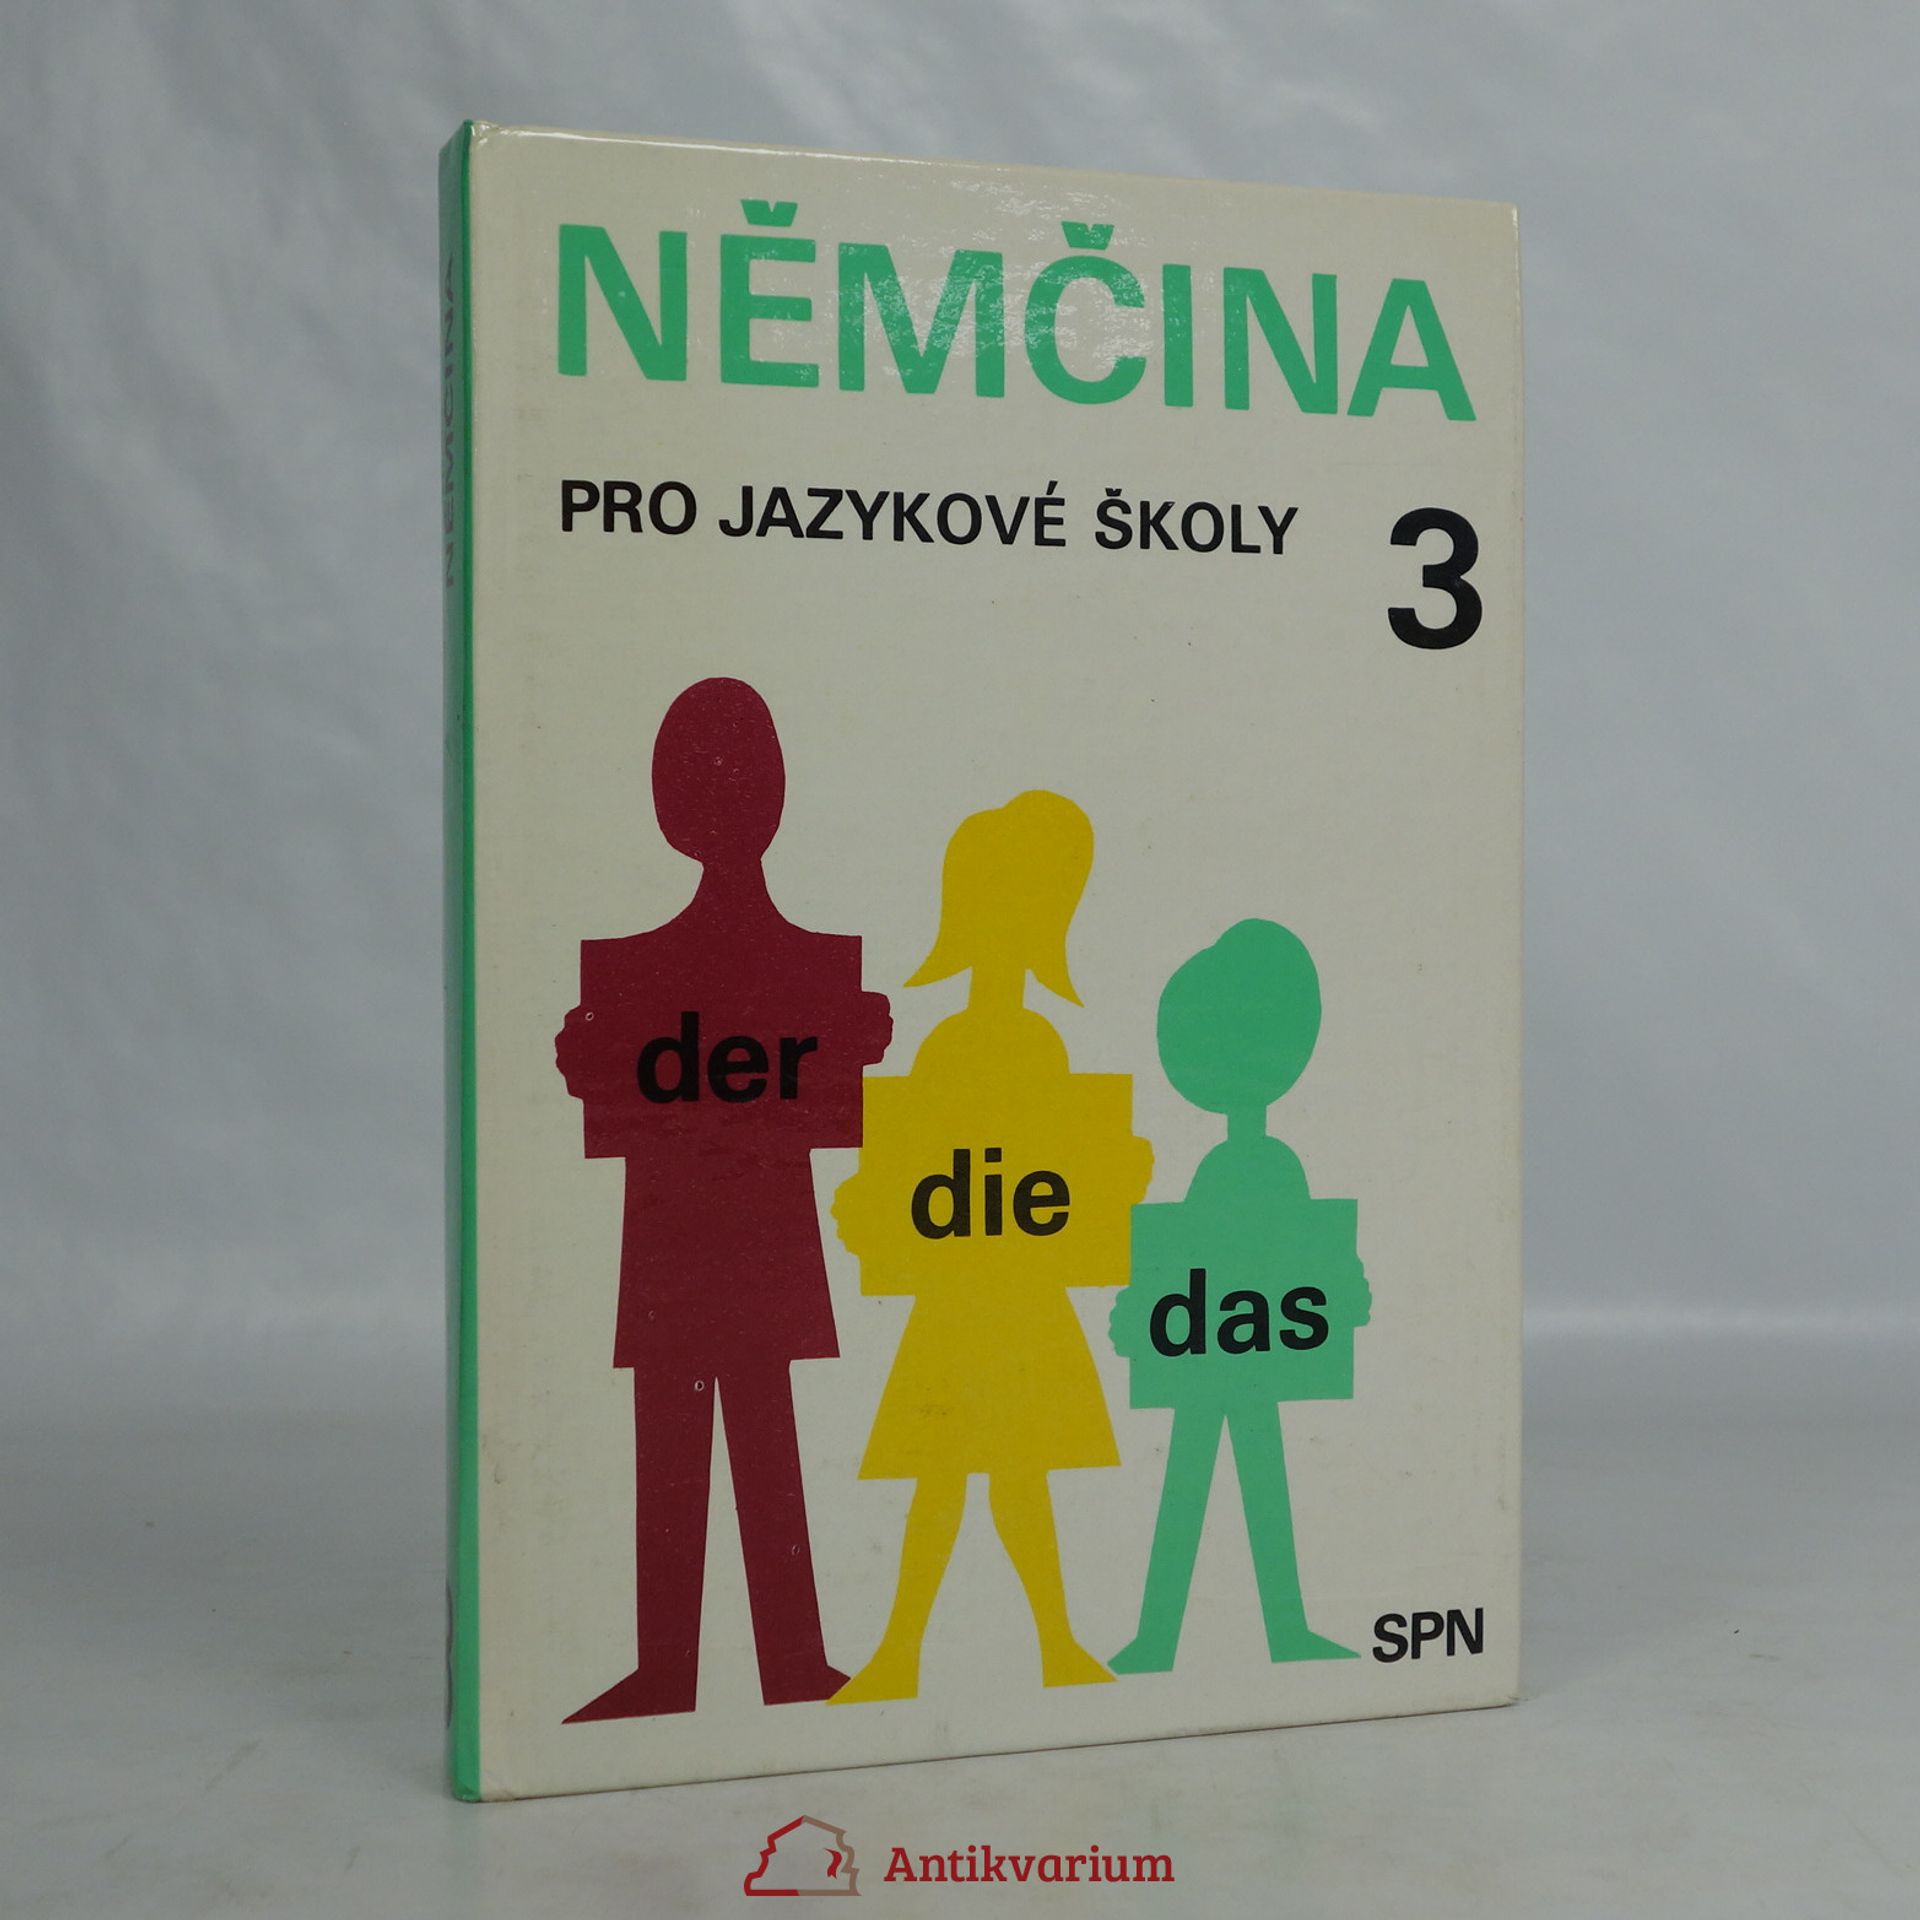 NĚMČINA
NĚMČINA
PRO JAZYKOVÉ ŠKOLY 3
der
die
das
SPN
Antikvarium